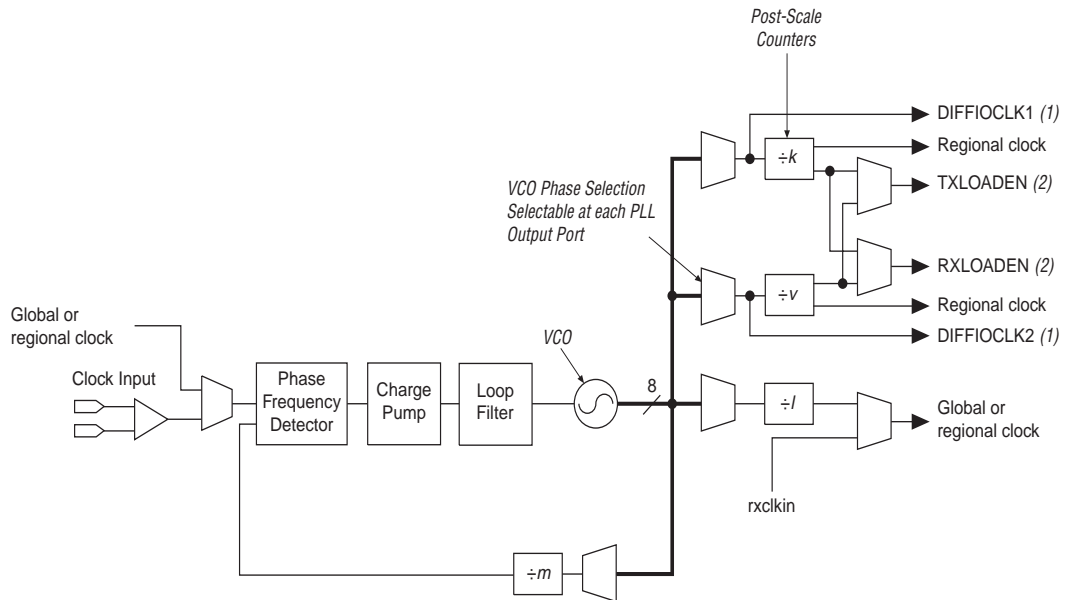 Post-Scale
Counters
DIFFIOCLK1 (1)
÷k
Regional clock
TXLOADEN (2)
VCO Phase Selection
Selectable at each PLL
Output Port
RXLOADEN (2)
÷v
Regional clock
DIFFIOCLK2 (1)
Global or
regional clock
VCO
Clock Input
Phase
Frequency
Detector
Charge
Pump
Loop
Filter
8
÷l
Global or
regional clock
rxclkin
÷m